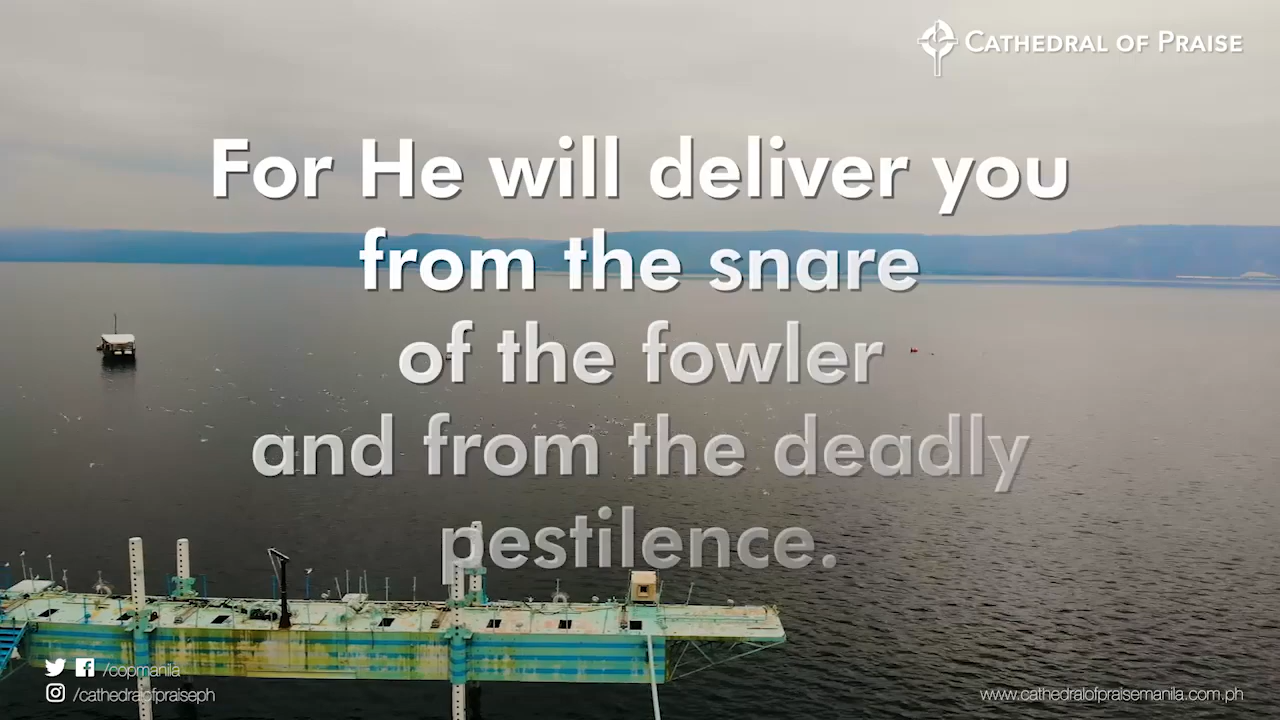 CATHEDRAL OF PRAISE
For He will deliver you
from the snare
of the fowler
and from the deadly
pestilence.
/copmanila
/cathedralofpraiseph
www.cathedralofpraisemanila.com.ph